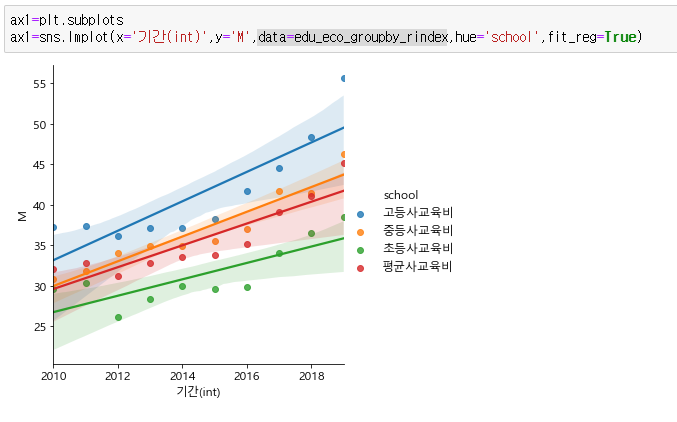 ax1=plt.subplots
ax1=sns.lmplot(x='기간(int)',y='M',data=edu_eco_groupby_rindex,hue='school',fit_reg=True)
55
50
45
40
35
30
25
M
2010 2012 2014 2016 2018
기간(int)
school
고등사교육비
중등사교육비
초등사교육비
평균사교육비